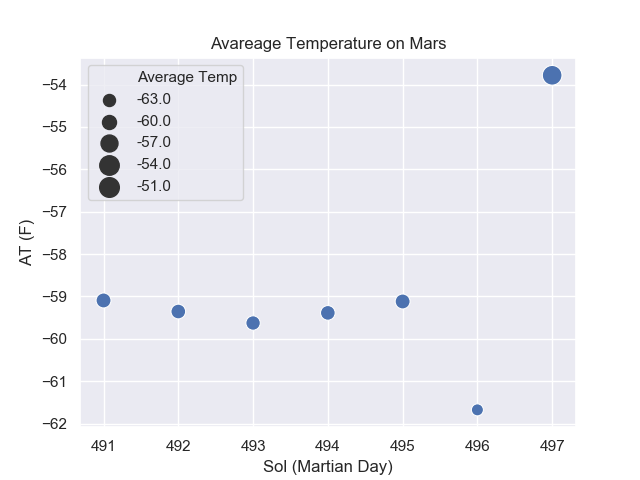 Avareage Temperature on Mars
Average Temp
-63.0
-60.0
-57.0
-54.0
-51.0
AT (F)
−54
−55
−56
−57
−58
−59
−60
−61
−62
491 492 493 494 495 496 497
Sol (Martian Day)